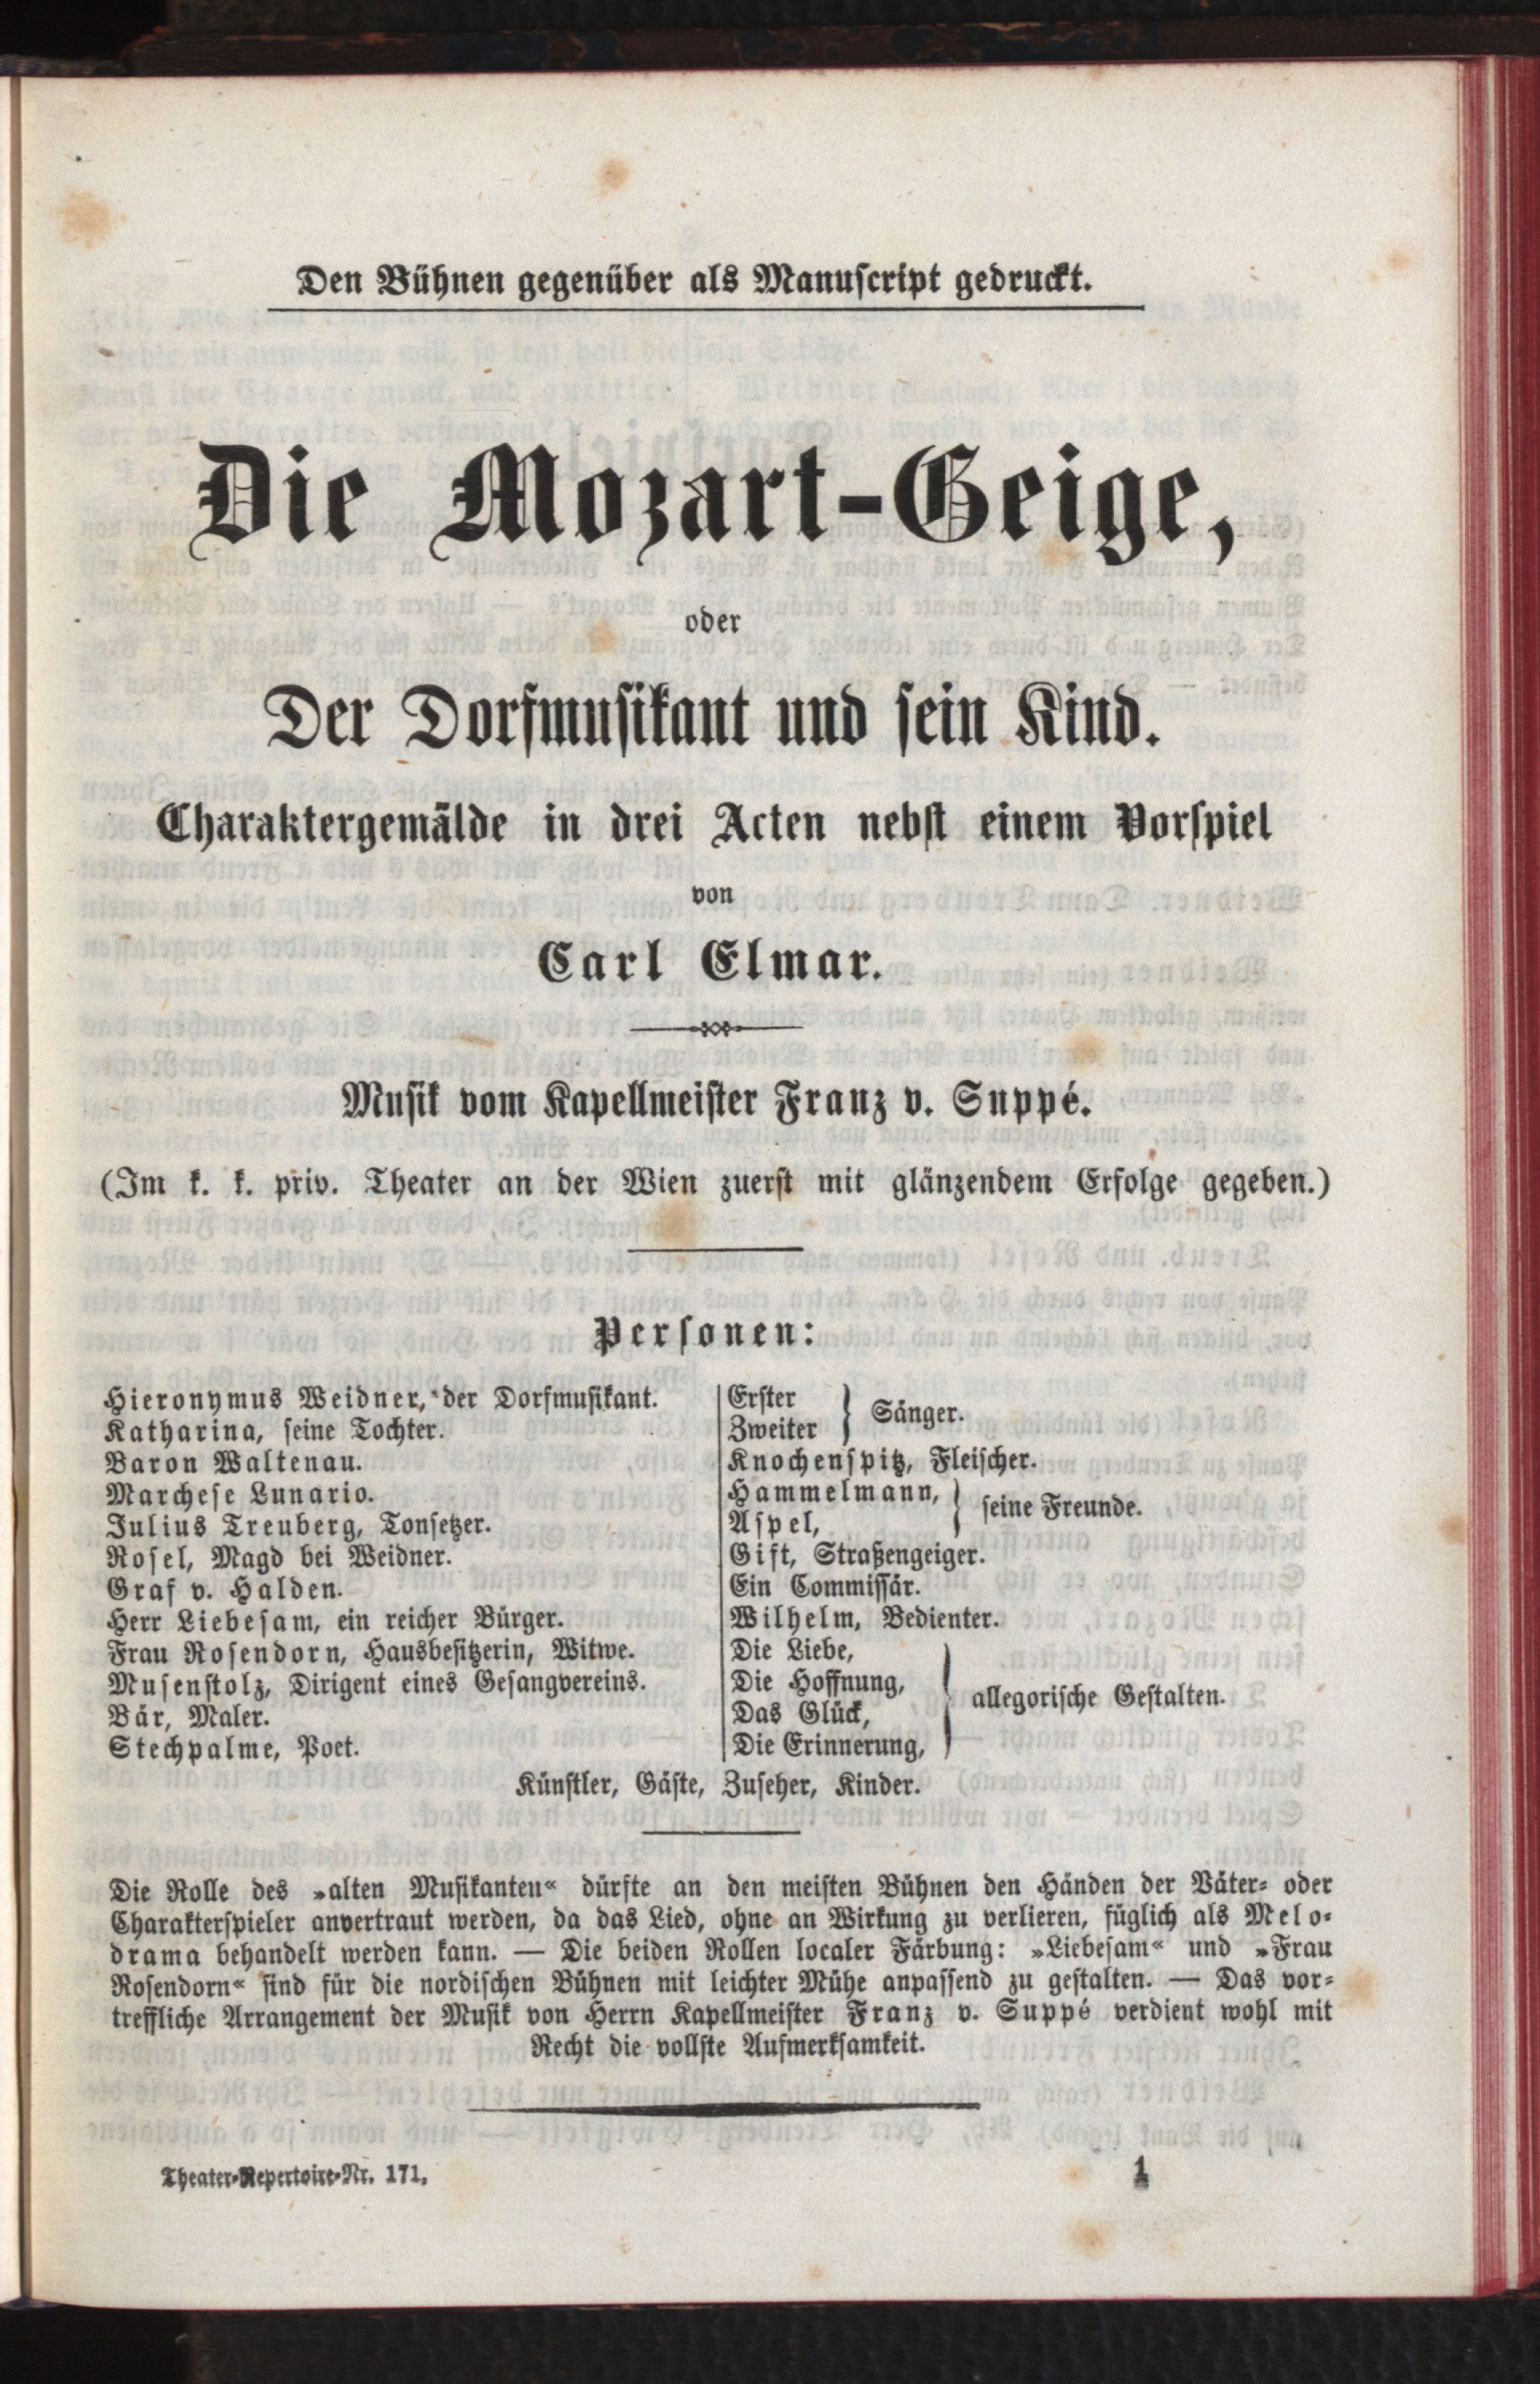 Den Bühnen gegenüber als Manuscript gedruckt.
Die Mozart-Geige,
oder
Der Dorfmusikant und sein Kind.
Charaktergemälde in drei Acten nebst einem Vorspiel
von
Carl Elmar.
Musik vom Kapellmeister Franz v. Suppé.
(Im k. k. priv. Theater an der Wien zuerst mit glänzendem Erfolge gegeben.)
Personen:
Hieronymus Weidner, der Dorfmusikant.
Katharina, seine Tochter.
Baron Waltenau.
Marchese Lunario.
Julius Treuberg, Tonsetzer.
Rosel, Magd bei Weidner.
Graf v. Halden.
Herr Liebesam, ein reicher Bürger.
Frau Rosendorn, Hausbesitzerin, Witwe.
Musenstolz, Dirigent eines Gesangvereins.
Bär, Maler.
Stechpalme, Poet.
Erster
Zweiter } Sänger.
Knochenspitz, Fleischer.
Hammelmann,
Aspel, } seine Freunde.
Gift, Straßengeiger.
Ein Commissär.
Wilhelm, Bedienter.
Die Liebe,
Die Hoffnung,
Das Glück,
Die Erinnerung, } allegorische Gestalten.
Künstler, Gäste, Zuseher, Kinder.
Die Rolle des »alten Musikanten« dürfte an den meisten Bühnen den Händen der Väter- oder
Charakterspieler anvertraut werden, da das Lied, ohne an Wirkung zu verlieren, füglich als Melo-
drama behandelt werden kann. — Die beiden Rollen localer Färbung: »Liebesam« und »Frau
Rosendorn« sind für die nordischen Bühnen mit leichter Mühe anpassend zu gestalten. — Das vor-
treffliche Arrangement der Musik von Herrn Kapellmeister Franz v. Suppé verdient wohl mit
Recht die vollste Aufmerksamkeit.
Theater-Repertoire-Nr. 171.
1